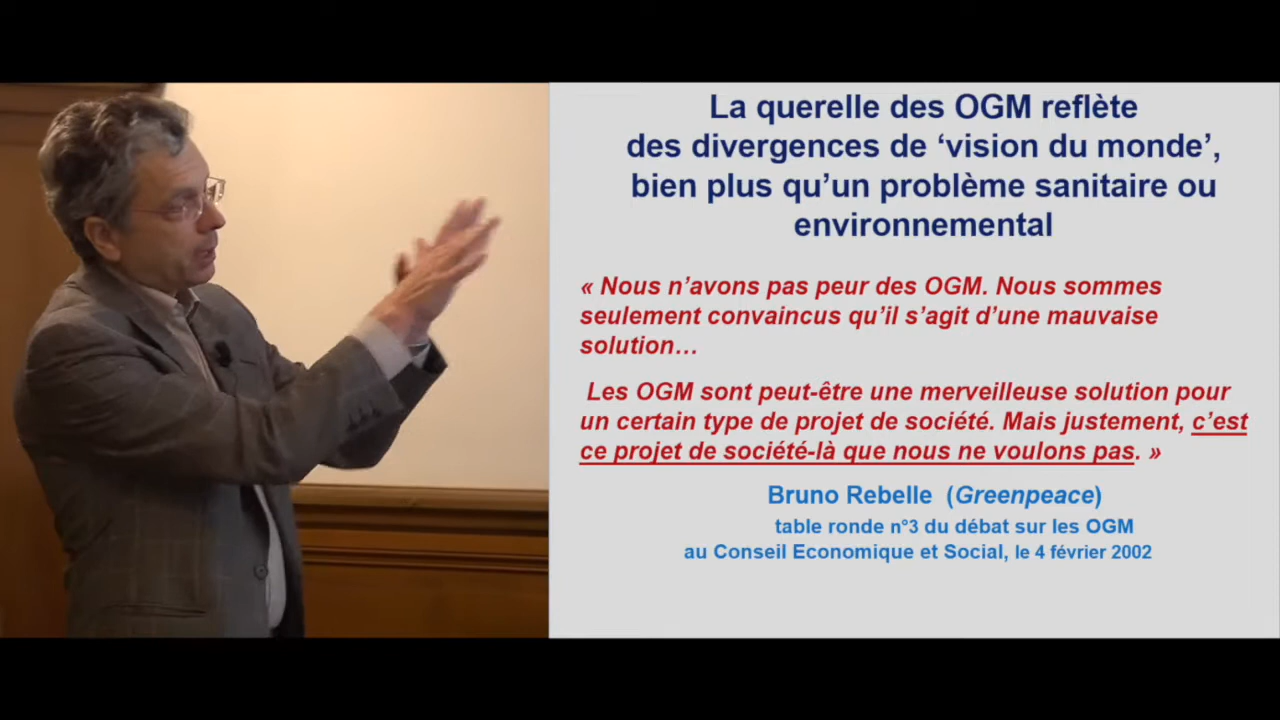 La querelle des OGM reflète
des divergences de ‘vision du monde’,
bien plus qu’un problème sanitaire ou
environnemental
« Nous n’avons pas peur des OGM. Nous sommes
seulement convaincus qu’il s’agit d’une mauvaise
solution…
Les OGM sont peut-être une merveilleuse solution pour
un certain type de projet de société. Mais justement, c’est
ce projet de société-là que nous ne voulons pas. »
Bruno Rebelle (Greenpeace)
table ronde n°3 du débat sur les OGM
au Conseil Economique et Social, le 4 février 2002